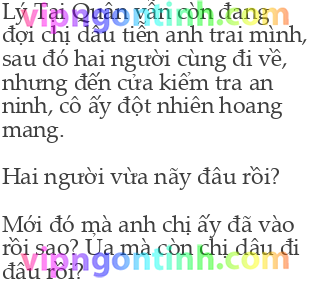 Lý Tại Quân vẫn còn đang
đợi chị dâu tiễn anh trai mình,
sau đó hai người cùng đi về,
nhưng đến cửa kiểm tra an
ninh, cô ấy đột nhiên hoang
mang.
Hai người vừa nãy đâu rồi?
Mới đó mà anh chị ấy đã vào
rồi sao? Ủa mà còn chị dâu đi
đâu rồi?
vipngontinh.com
vipngontinh.com